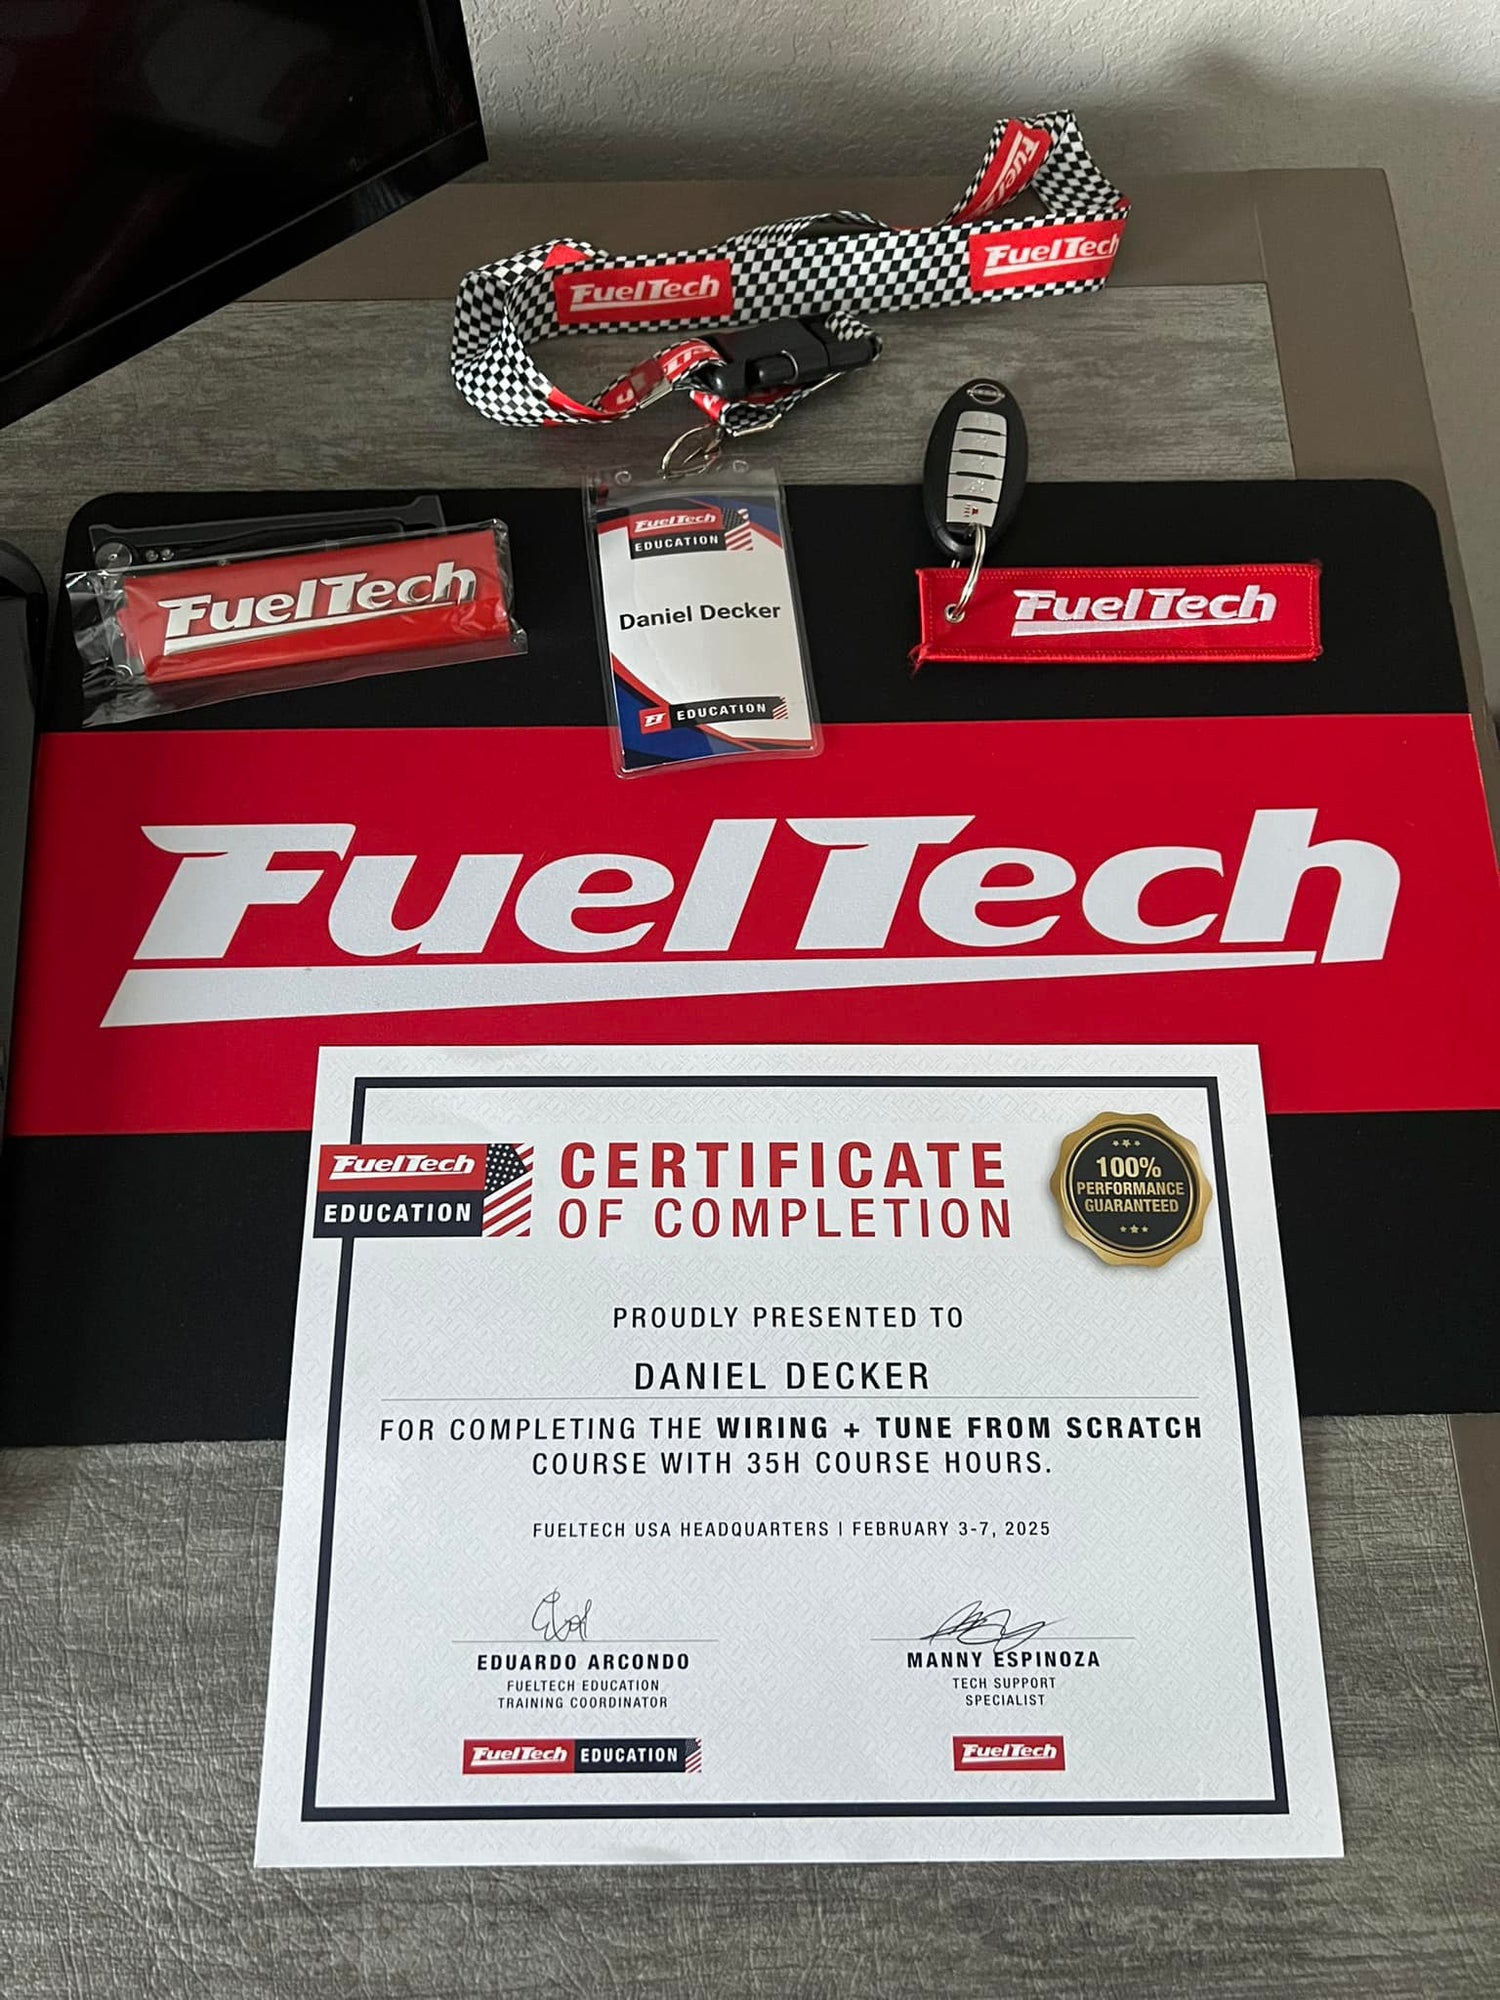 FuelTech
FuelTech
Fuel
FuelTech
FuelTech
EDUCATION
Daniel Decker
FT EDUCATION
FuelTech
FuelTech
FuelTech
EDUCATION
CERTIFICATE
OF COMPLETION
100%
PERFORMANCE
GUARANTEED
PROUDLY PRESENTED TO
DANIEL DECKER
FOR COMPLETING THE WIRING + TUNE FROM SCRATCH
COURSE WITH 35H COURSE HOURS.
FUELTECH USA HEADQUARTERS | FEBRUARY 3-7, 2025
EDUARDO ARCONDO
FUELTECH EDUCATION
TRAINING COORDINATOR
MANNY ESPINOZA
TECH SUPPORT
SPECIALIST
FuelTech EDUCATION
FuelTech